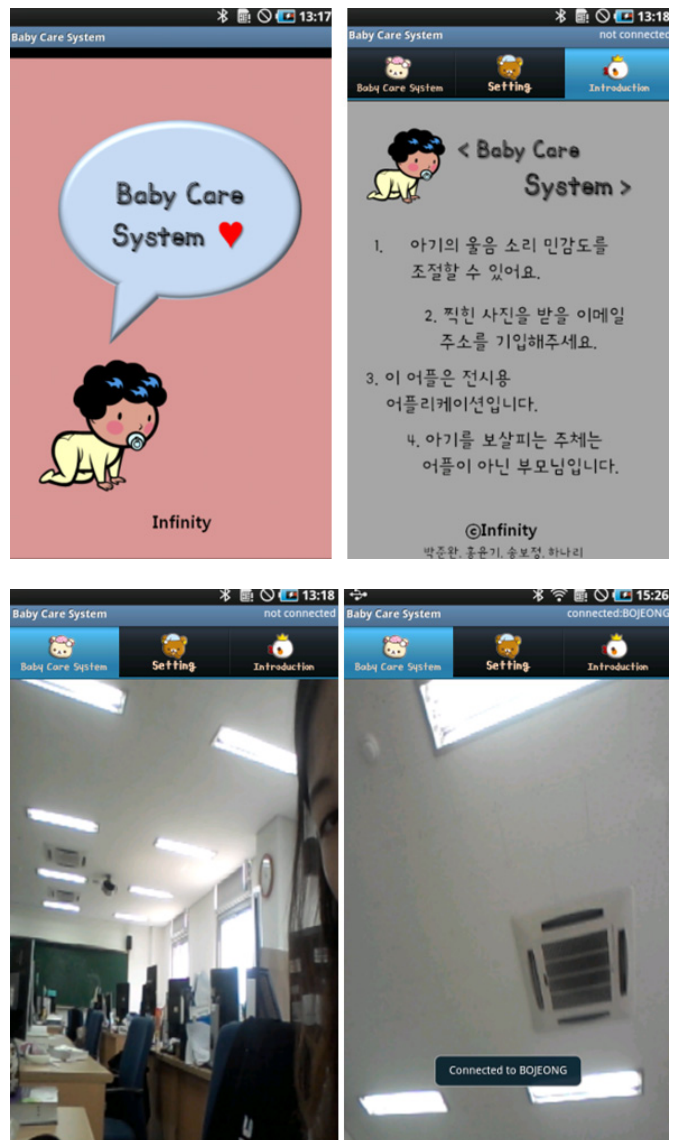 13:17
Baby Care System
Baby Care
System
Infinity
13:18
Baby Care System
not connected
Baby Care System
Setting
Introduction
< Baby Care
System >
1. 아기의 울음 소리 민감도를
조절할 수 있어요.
2. 찍힌 사진을 받을 이메일
주소를 기입해주세요.
3. 이 어플은 전시용
어플리케이션입니다.
4. 아기를 보살피는 주체는
어플이 아닌 부모님입니다.
©Infinity
박준완, 홍윤기, 송보정, 하나리
13:18
Baby Care System
not connected
Baby Care System
Setting
Introduction
15:26
Baby Care System
connected:BOJEONG
Baby Care System
Setting
Introduction
Connected to BOJEONG